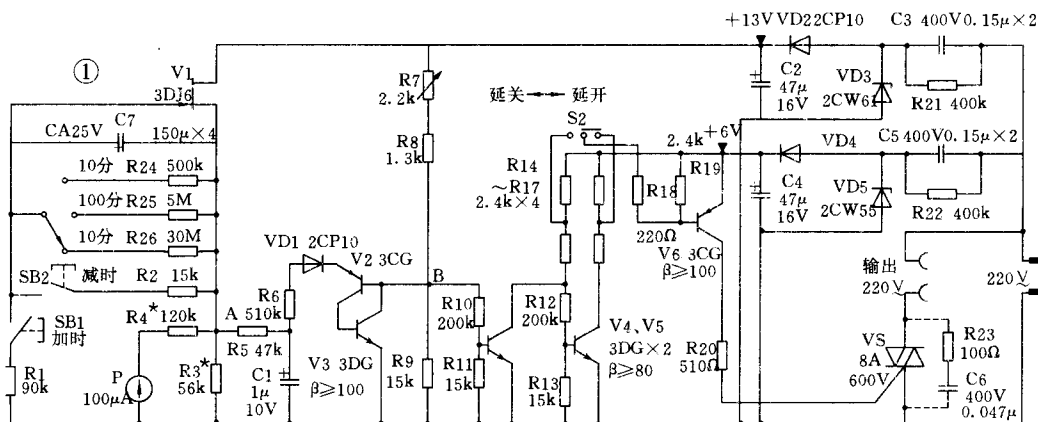 ①
V1
3DJ6
C7
CA25V 150μ×4
10分 R24 500k
100分 R25 5M
10分 R26 30M
SB2 减时 R2 15k
SB1
加时
R4* 120k
A
R5 47k
R6
510k
R1
90k
P
100μA
R3*
56k
C1
1μ
10V
VD1 2CP10
V2 3CG
V3 3DG
β≥100
R7
2.2k
R8
1.3k
B
R9
15k
R10
200k
R11
15k
R12
200k
R13
15k
延关 延开
S2
R14
~R17
2.4k×4
R18
220Ω
2.4k
R19
+6V
V6 3CG
β≥100
V4、V5
3DG×2
β≥80
R20
510Ω
+13V VD2 2CP10
C2
47μ
16V
VD3
2CW61
C3 400V0.15μ×2
R21 400k
VD4
C4
47μ
16V
VD5
2CW55
C5 400V0.15μ×2
R22 400k
输出
220V
220V
VS
8A
600V
R23
100Ω
C6
400V
0.047μ